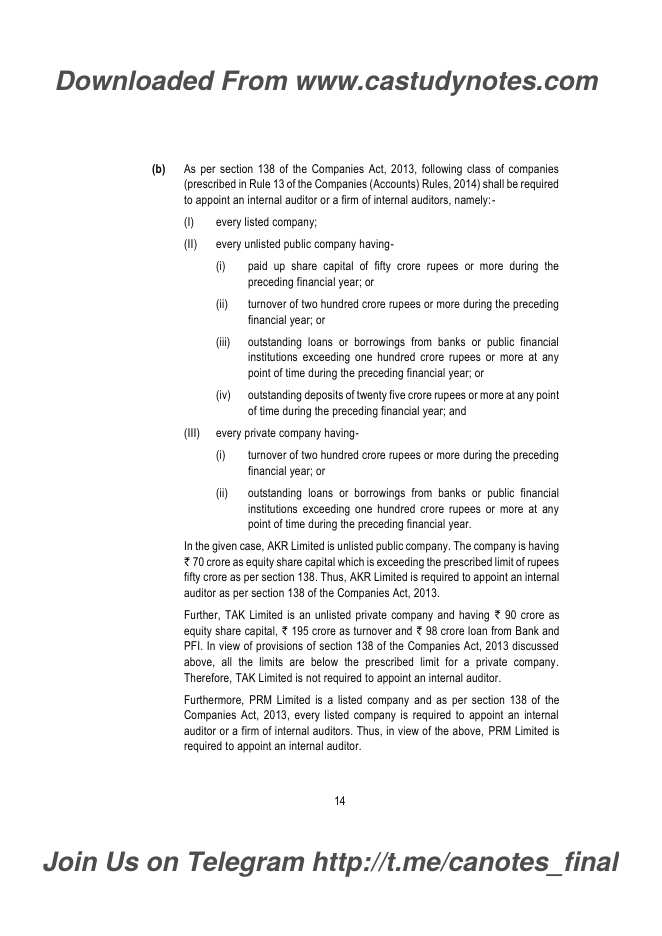 Downloaded From www.castudynotes.com
(b) As per section 138 of the Companies Act, 2013, following class of companies
(prescribed in Rule 13 of the Companies (Accounts) Rules, 2014) shall be required
to appoint an internal auditor or a firm of internal auditors, namely:-
(I) every listed company;
(II) every unlisted public company having-
(i) paid up share capital of fifty crore rupees or more during the
preceding financial year; or
(ii) turnover of two hundred crore rupees or more during the preceding
financial year; or
(iii) outstanding loans or borrowings from banks or public financial
institutions exceeding one hundred crore rupees or more at any
point of time during the preceding financial year; or
(iv) outstanding deposits of twenty five crore rupees or more at any point
of time during the preceding financial year; and
(III) every private company having-
(i) turnover of two hundred crore rupees or more during the preceding
financial year; or
(ii) outstanding loans or borrowings from banks or public financial
institutions exceeding one hundred crore rupees or more at any
point of time during the preceding financial year.
In the given case, AKR Limited is unlisted public company. The company is having
₹ 70 crore as equity share capital which is exceeding the prescribed limit of rupees
fifty crore as per section 138. Thus, AKR Limited is required to appoint an internal
auditor as per section 138 of the Companies Act, 2013.
Further, TAK Limited is an unlisted private company and having ₹ 90 crore as
equity share capital, ₹ 195 crore as turnover and ₹ 98 crore loan from Bank and
PFI. In view of provisions of section 138 of the Companies Act, 2013 discussed
above, all the limits are below the prescribed limit for a private company.
Therefore, TAK Limited is not required to appoint an internal auditor.
Furthermore, PRM Limited is a listed company and as per section 138 of the
Companies Act, 2013, every listed company is required to appoint an internal
auditor or a firm of internal auditors. Thus, in view of the above, PRM Limited is
required to appoint an internal auditor.
14
Join Us on Telegram http://t.me/canotes_final